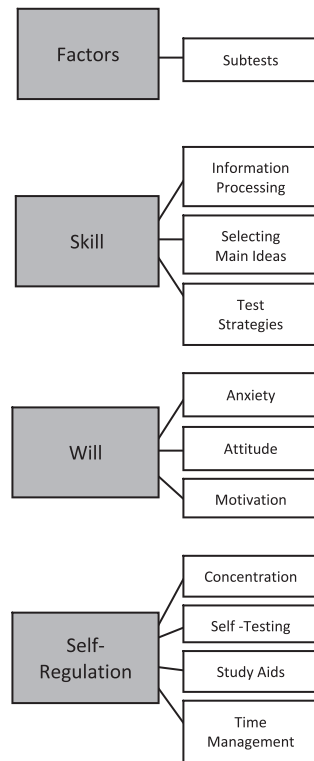 Factors
Subtests
Skill
Information
Processing
Selecting
Main Ideas
Test
Strategies
Will
Anxiety
Attitude
Motivation
Self-
Regulation
Concentration
Self -Testing
Study Aids
Time
Management